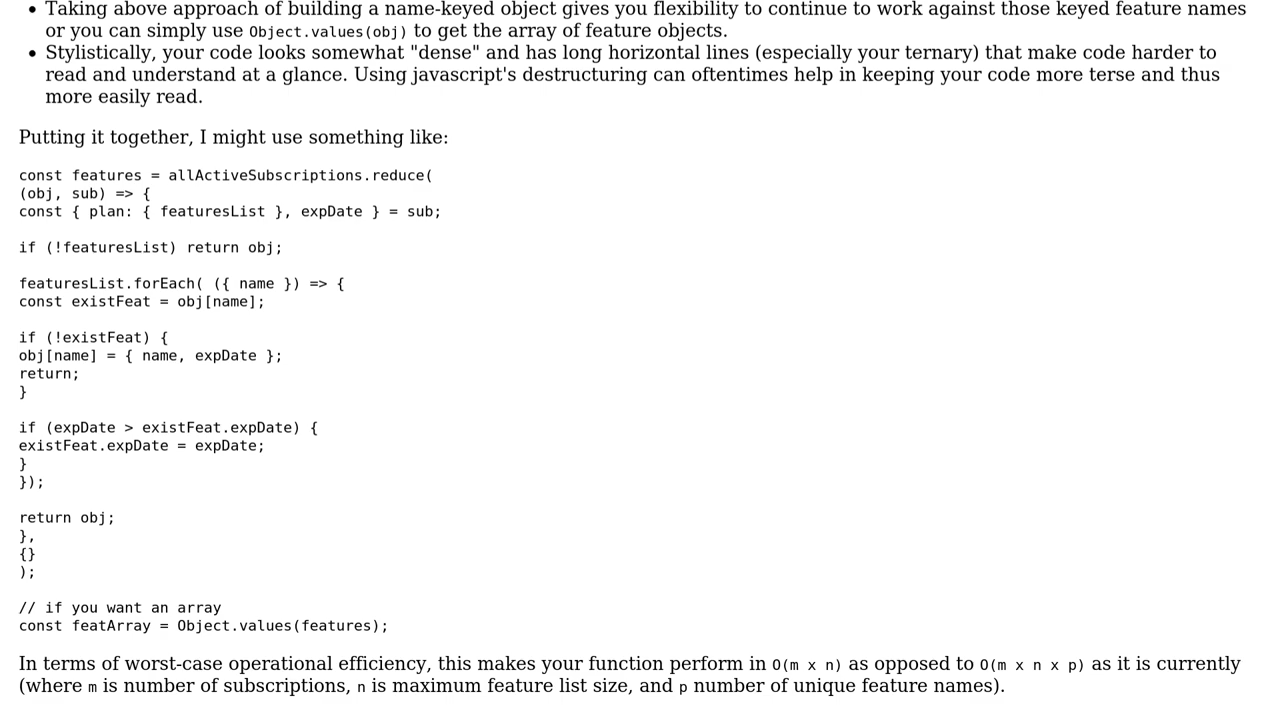 Taking above approach of building a name-keyed object gives you flexibility to continue to work against those keyed feature names
or you can simply use Object.values(obj) to get the array of feature objects.
Stylistically, your code looks somewhat "dense" and has long horizontal lines (especially your ternary) that make code harder to
read and understand at a glance. Using javascript's destructuring can oftentimes help in keeping your code more terse and thus
more easily read.
Putting it together, I might use something like:
const features = allActiveSubscriptions.reduce(
(obj, sub) => {
const { plan: { featuresList }, expDate } = sub;
if (!featuresList) return obj;
featuresList.forEach( ({ name }) => {
const existFeat = obj[name];
if (!existFeat) {
obj[name] = { name, expDate };
return;
}
if (expDate > existFeat.expDate) {
existFeat.expDate = expDate;
}
});
return obj;
},
{}
);
// if you want an array
const featArray = Object.values(features);
In terms of worst-case operational efficiency, this makes your function perform in O(m x n) as opposed to O(m x n x p) as it is currently
(where m is number of subscriptions, n is maximum feature list size, and p number of unique feature names).